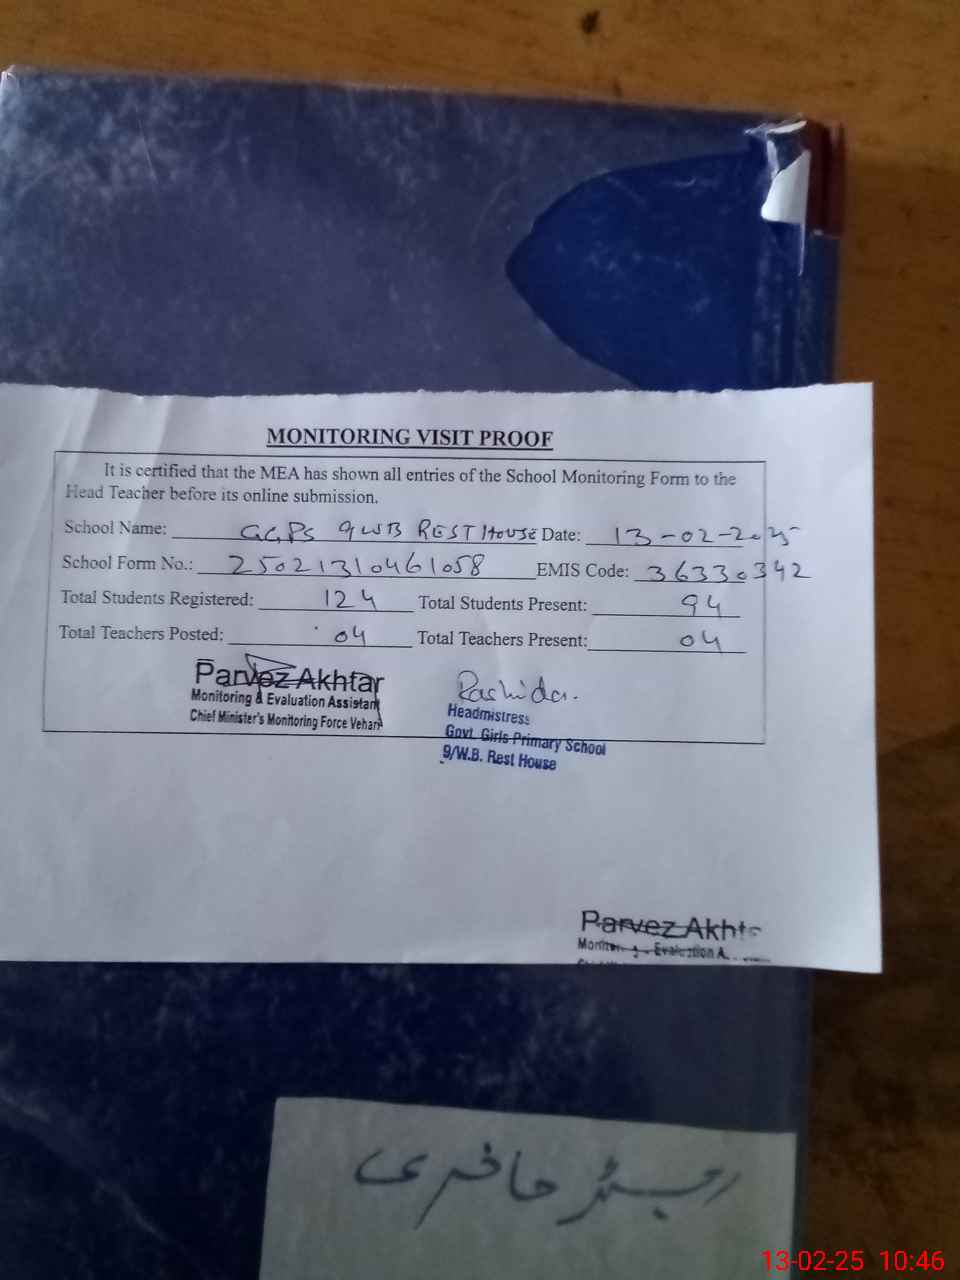 MONITORING VISIT PROOF
It is certified that the MEA has shown all entries of the School Monitoring Form to the
Head Teacher before its online submission.
School Name: GGPS 9WB REST HOUSE Date: 13-02-2025
School Form No.: 25021310461058 EMIS Code: 36330342
Total Students Registered: 124 Total Students Present: 94
Total Teachers Posted: 04 Total Teachers Present: 04
Parvez Akhtar
Monitoring & Evaluation Assistant
Chief Minister's Monitoring Force Vehari
Rashida.
Headmistress
Govt. Girls Primary School
9/W.B. Rest House
Parvez Akhta
Evaluation A
رجسٹر حاضری
13-02-25 10:46